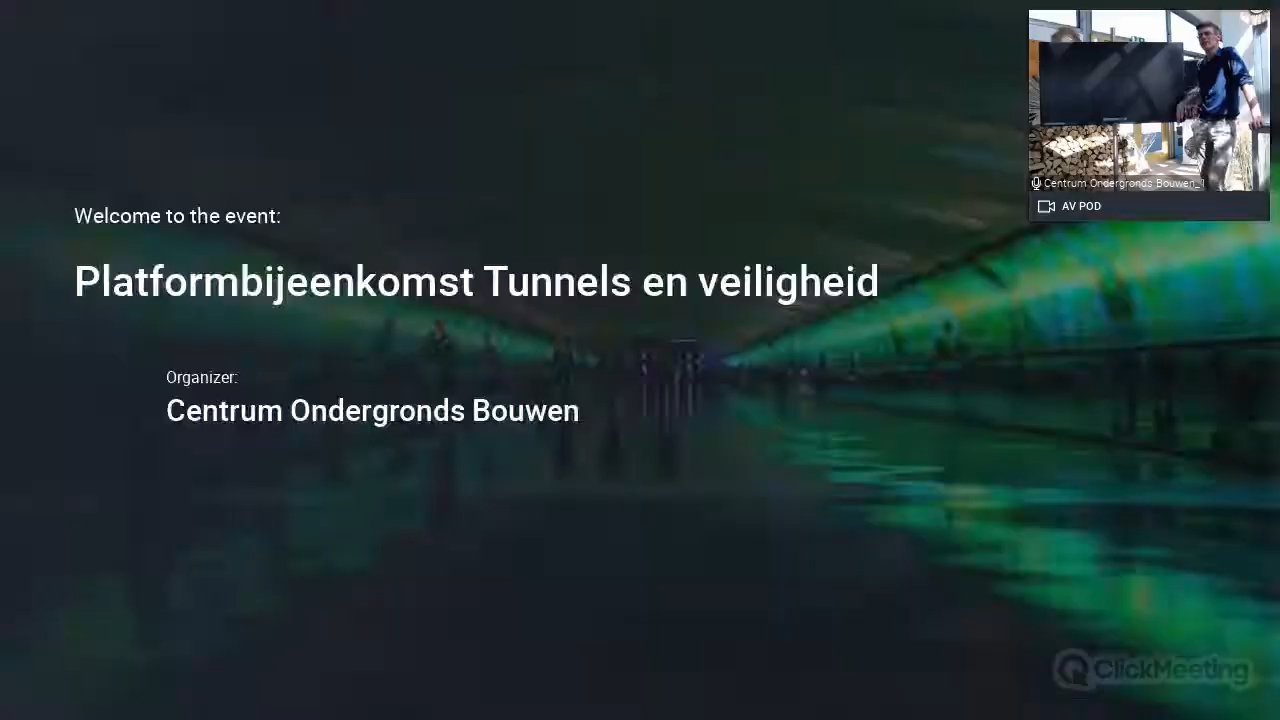 Welcome to the event:
Platformbijeenkomst Tunnels en veiligheid
Organizer:
Centrum Ondergronds Bouwen
Centrum Ondergronds Bouwen_
AV POD
ClickMeeting